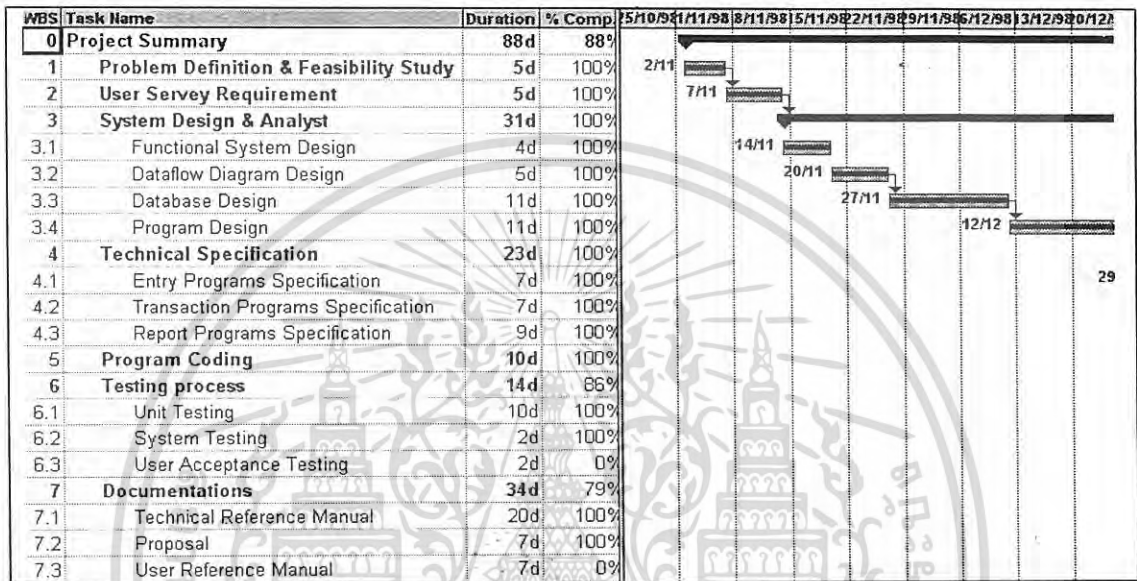 WBS Task Name Duration % Comp. 25/10/98 1/11/98 8/11/98 15/11/98 22/11/98 29/11/98 6/12/98 13/12/98 20/12/
0 Project Summary 88d 88%
1 Problem Definition & Feasibility Study 5d 100% 2/11
2 User Servey Requirement 5d 100% 7/11
3 System Design & Analyst 31d 100%
3.1 Functional System Design 4d 100% 14/11
3.2 Dataflow Diagram Design 5d 100% 20/11
3.3 Database Design 11d 100% 27/11
3.4 Program Design 11d 100% 12/12
4 Technical Specification 23d 100%
4.1 Entry Programs Specification 7d 100% 29
4.2 Transaction Programs Specification 7d 100%
4.3 Report Programs Specification 9d 100%
5 Program Coding 10d 100%
6 Testing process 14d 86%
6.1 Unit Testing 10d 100%
6.2 System Testing 2d 100%
6.3 User Acceptance Testing 2d 0%
7 Documentations 34d 79%
7.1 Technical Reference Manual 20d 100%
7.2 Proposal 7d 100%
7.3 User Reference Manual 7d 0%